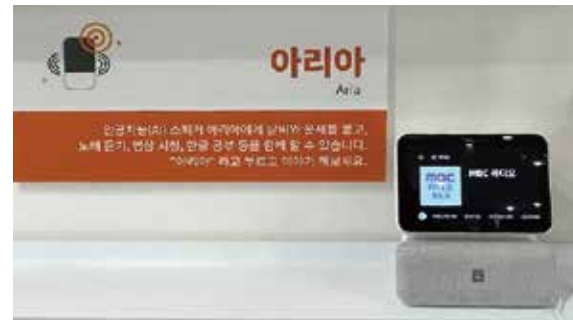 아리아
Aria
인공지능(AI) 스피커 아리아에게 날씨와 운세를 묻고,
노래 듣기, 영상 시청, 한글 공부 등을 함께 할 수 있습니다.
"아리아" 라고 부르고 이야기 해보세요.
MBC 라디오
mbc